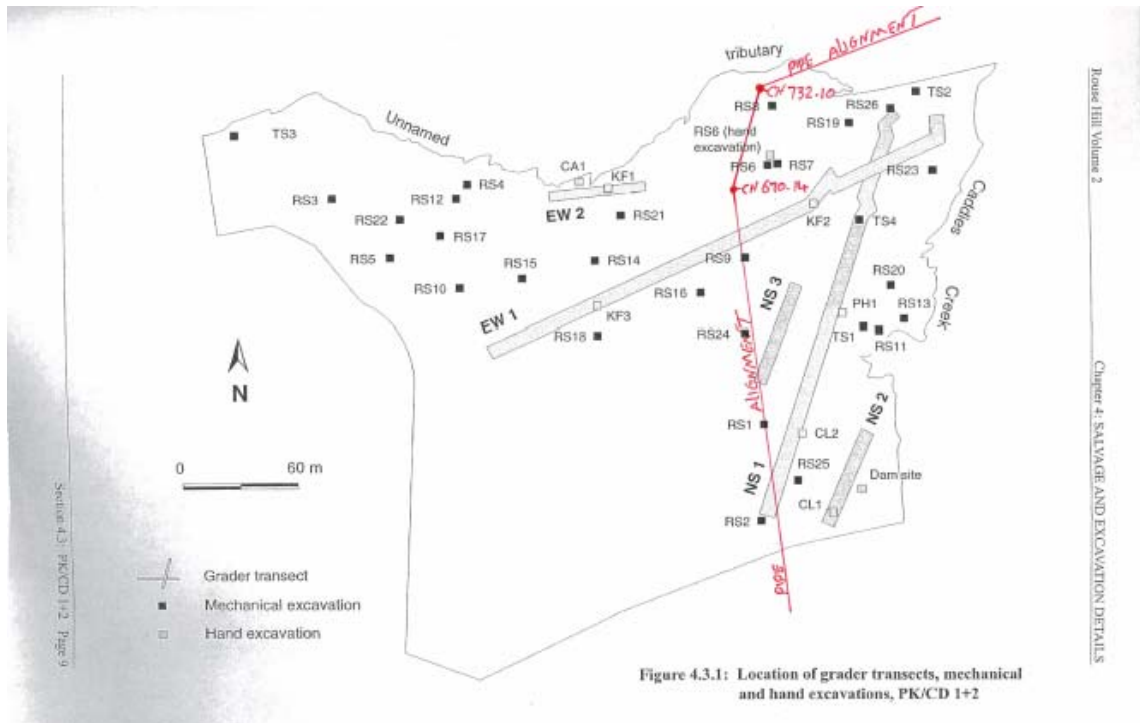 tributary
PIPE ALIGNMENT
CH 732.10
RS8
RS26
TS2
RS19
Unnamed
TS3
RS6 (hand
excavation)
RS6
RS7
RS23
CA1
KF1
EW 2
RS4
RS3
RS12
CH 670.14
KF2
RS22
RS21
TS4
RS17
Caddies
Creek
RS5
RS14
RS9
RS15
RS10
RS16
NS 3
RS20
EW 1
KF3
PH1
RS13
RS18
RS24
TS1
RS11
ALIGNMENT
N
RS1
CL2
NS 2
0 60 m
RS25
NS 1
Dam site
CL1
RS2
PIPE
Grader transect
Mechanical excavation
Hand excavation
Figure 4.3.1: Location of grader transects, mechanical
and hand excavations, PK/CD 1+2
Rouse Hill Volume 2
Chapter 4: SALVAGE AND EXCAVATION DETAILS
Section 4.3: PK/CD 1+2 Page 9